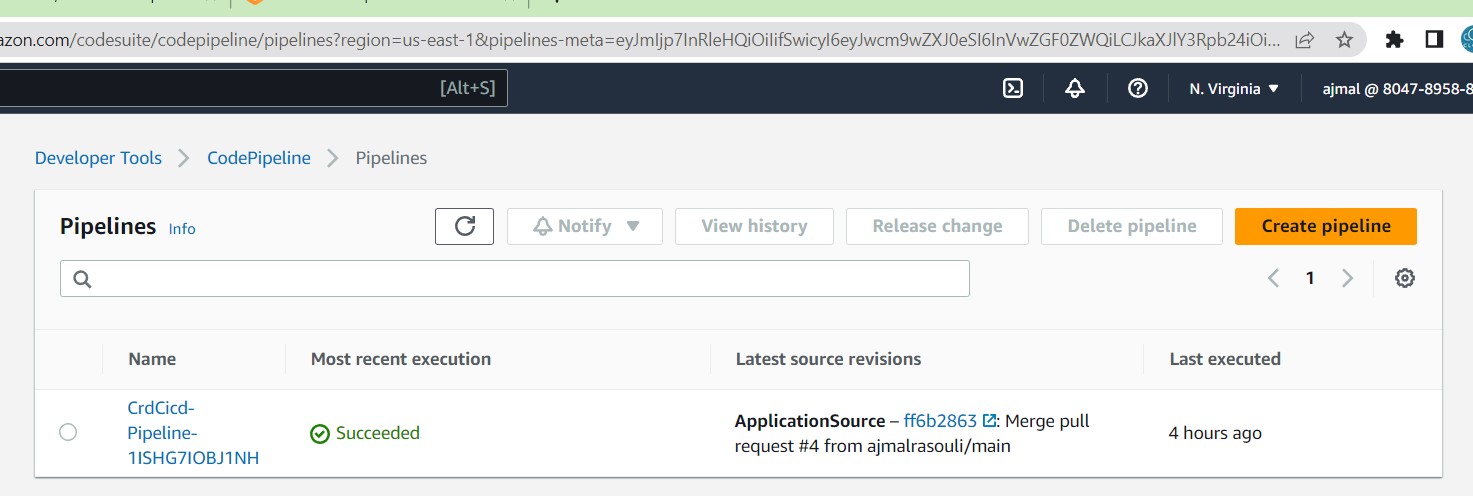 azon.com/codesuite/codepipeline/pipelines?region=us-east-1&pipelines-meta=eyJmIjp7InRleHQiOiIifSwicyI6eyJwcm9wZXJ0eSI6InVwZGF0ZWQiLCJkaXJlY3Rpb24iOi...
[Alt+S]
N. Virginia ▼
ajmal @ 8047-8958-8
Developer Tools > CodePipeline > Pipelines
Pipelines Info
Notify ▼
View history
Release change
Delete pipeline
Create pipeline
< 1 >
Name Most recent execution Latest source revisions Last executed
CrdCicd-
Pipeline-
1ISHG7IOBJ1NH
Succeeded
ApplicationSource – ff6b2863 : Merge pull
request #4 from ajmalrasouli/main
4 hours ago